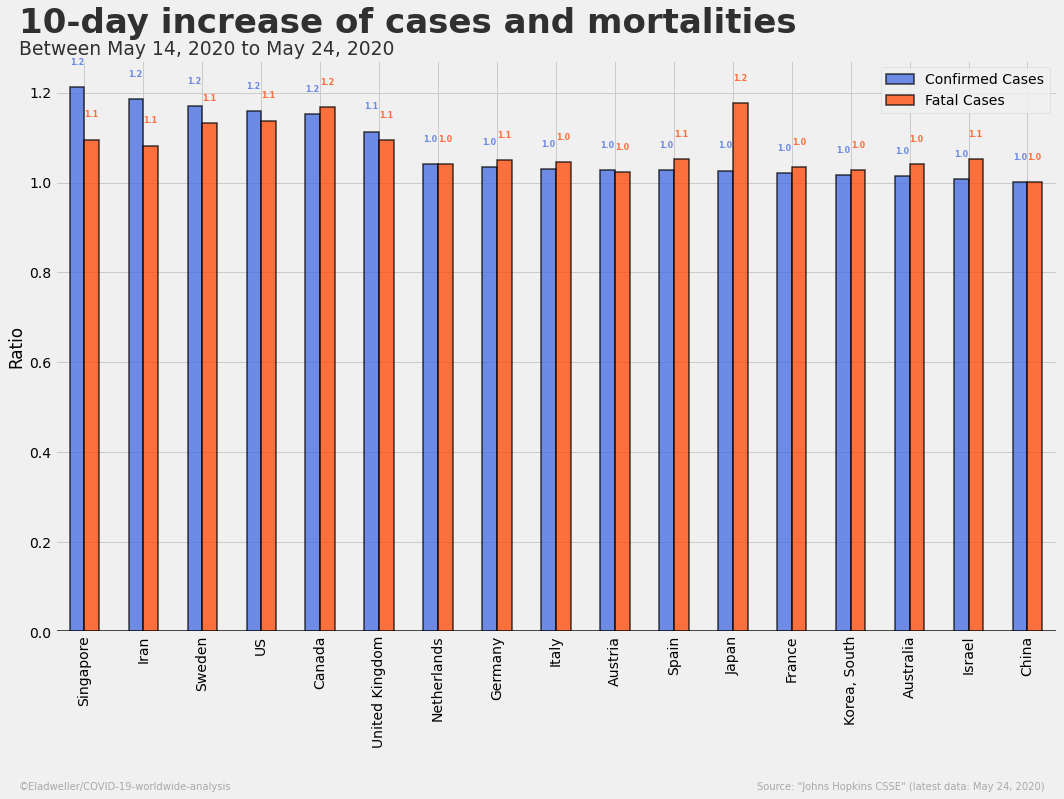 10-day increase of cases and mortalities
Between May 14, 2020 to May 24, 2020
Confirmed Cases
Fatal Cases
1.2 1.1 1.2 1.1 1.2 1.1 1.2 1.1 1.2 1.2 1.1 1.1 1.0 1.0 1.0 1.1 1.0 1.0 1.0 1.0 1.0 1.1 1.0 1.2 1.0 1.0 1.0 1.0 1.0 1.0 1.0 1.1 1.0 1.0
1.2
1.0
0.8
0.6
0.4
0.2
0.0
Ratio
Singapore
Iran
Sweden
US
Canada
United Kingdom
Netherlands
Germany
Italy
Austria
Spain
Japan
France
Korea, South
Australia
Israel
China
©Eladweller/COVID-19-worldwide-analysis
Source: "Johns Hopkins CSSE" (latest data: May 24, 2020)